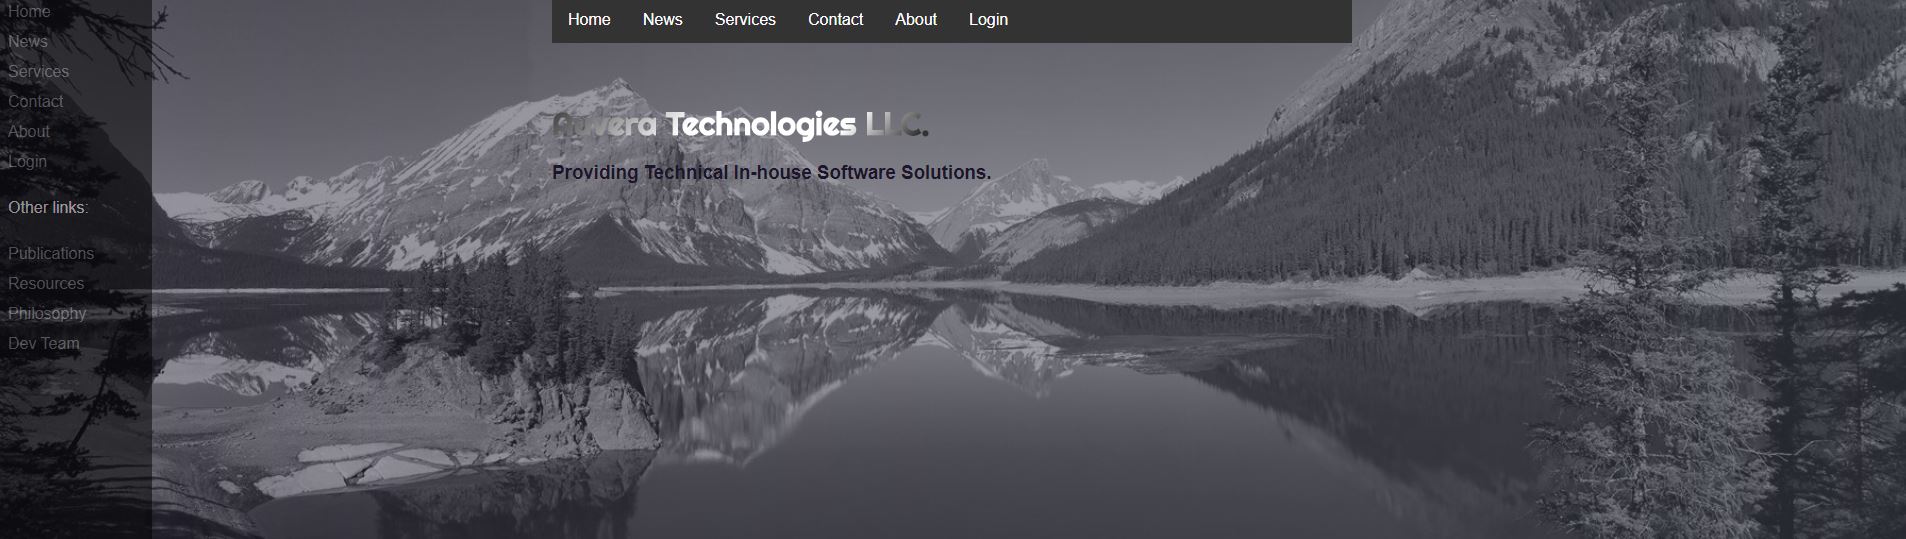 Home News Services Contact About Login
Home
News
Services
Contact
About
Login
Other links:
Publications
Resources
Philosophy
Dev Team
Auvera Technologies LLC.
Providing Technical In-house Software Solutions.